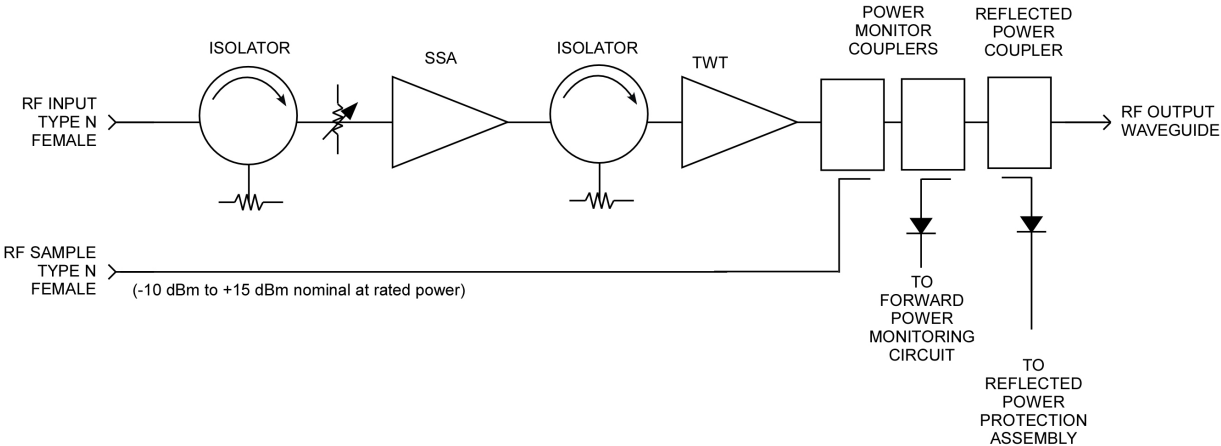 POWER
MONITOR
COUPLERS
REFLECTED
POWER
COUPLER
ISOLATOR
SSA
ISOLATOR
TWT
RF INPUT
TYPE N
FEMALE
RF OUTPUT
WAVEGUIDE
RF SAMPLE
TYPE N
FEMALE
(-10 dBm to +15 dBm nominal at rated power)
TO
FORWARD
POWER
MONITORING
CIRCUIT
TO
REFLECTED
POWER
PROTECTION
ASSEMBLY